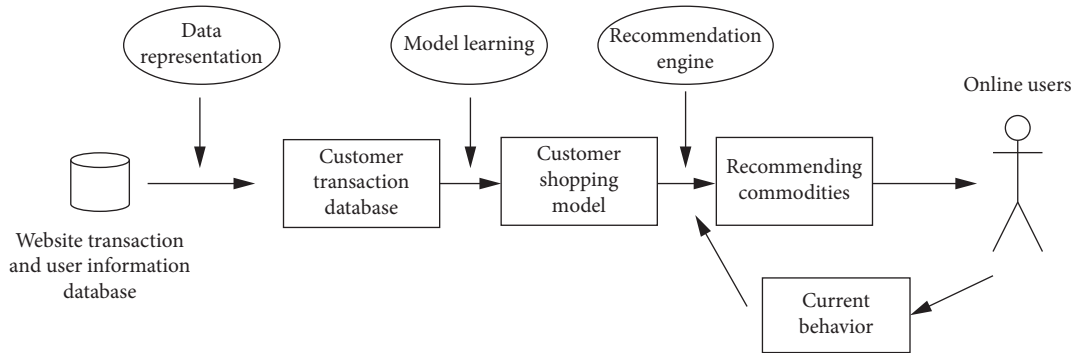 Data
representation
Model learning
Recommendation
engine
Online users
Customer
transaction
database
Customer
shopping
model
Recommending
commodities
Website transaction
and user information
database
Current
behavior